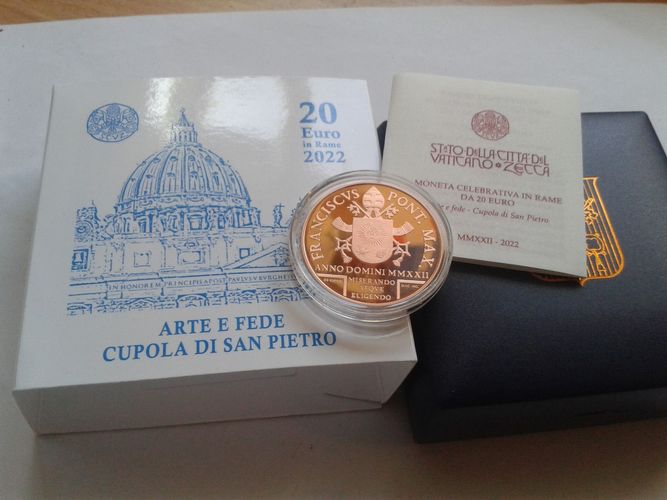 20
Euro
in Rame
2022
IN HONOREM PRINCIPIS APOST PAVLVS V BVRGHES
ARTE E FEDE
CUPOLA DI SAN PIETRO
FRANCISCVS PONT. MAX
ANNO DOMINI MMXXII
MISERANDO
ATQVE
ELIGENDO
STATO DELLA CITTÀ DEL
VATICANO ZECCA
MONETA CELEBRATIVA IN RAME
DA 20 EURO
e fede - Cupola di San Pietro
MMXXII - 2022